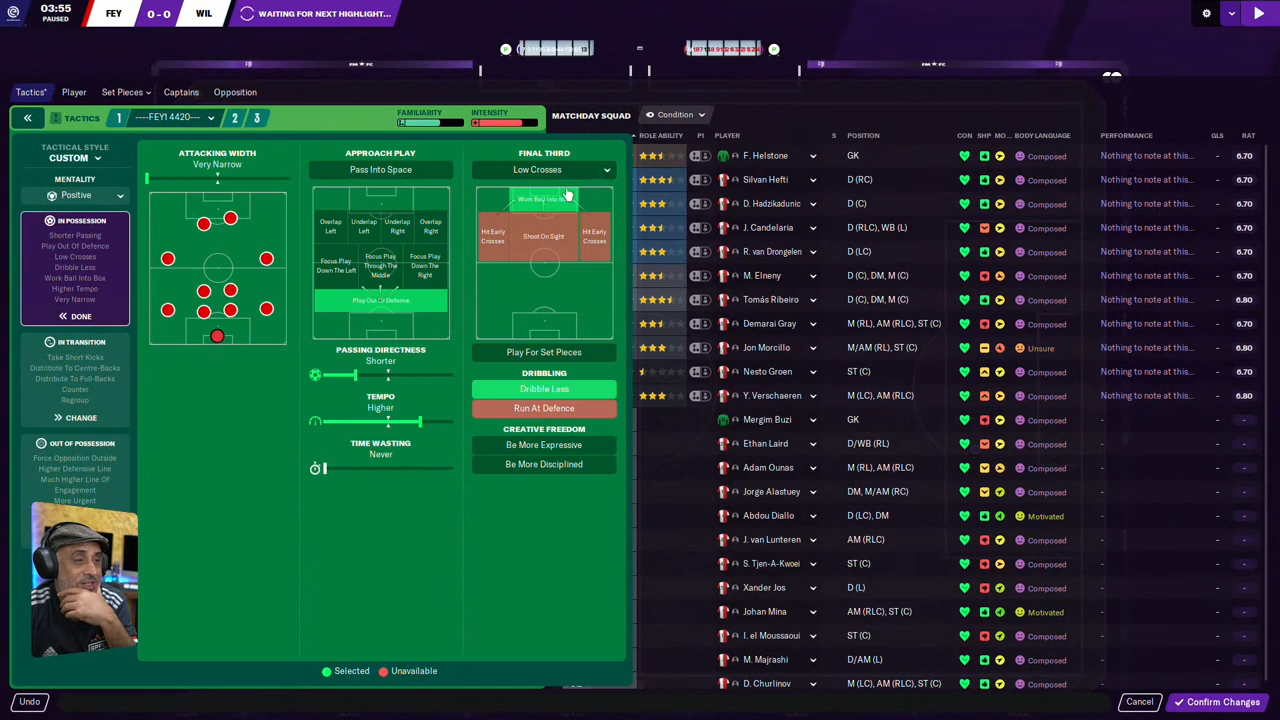 03:55
PAUSED
FEY
0 - 0
WIL
WAITING FOR NEXT HIGHLIGHT...
Tactics*
Player
Set Pieces
Captains
Opposition
TACTICS
1
----FEY1 4420---
2
3
FAMILIARITY
INTENSITY
MATCHDAY SQUAD
Condition
TACTICAL STYLE
CUSTOM
MENTALITY
Positive
IN POSSESSION
Shorter Passing
Play Out Of Defence
Low Crosses
Dribble Less
Work Ball Into Box
Higher Tempo
Very Narrow
DONE
IN TRANSITION
Take Short Kicks
Distribute To Centre-Backs
Distribute To Full-Backs
Counter
Regroup
CHANGE
OUT OF POSSESSION
Force Opposition Outside
Higher Defensive Line
Much Higher Line Of
Engagement
More Urgent
ATTACKING WIDTH
Very Narrow
APPROACH PLAY
Pass Into Space
Overlap Left
Underlap Left
Underlap Right
Overlap Right
Focus Play Down The Left
Focus Play Through The Middle
Focus Play Down The Right
Play Out Of Defence
PASSING DIRECTNESS
Shorter
TEMPO
Higher
TIME WASTING
Never
FINAL THIRD
Low Crosses
Work Ball Into
Hit Early Crosses
Shoot On Sight
Hit Early Crosses
Play For Set Pieces
DRIBBLING
Dribble Less
Run At Defence
CREATIVE FREEDOM
Be More Expressive
Be More Disciplined
Selected
Unavailable
ROLE ABILITY PI PLAYER S POSITION CON SHP MO... BODY LANGUAGE PERFORMANCE GLS RAT
F. Helstone GK Composed Nothing to note at this... - 6.70
Silvan Hefti D (RC) Composed Nothing to note at this... - 6.70
D. Hadzikadunic D (C) Composed Nothing to note at this... - 6.70
J. Candelaria D (RLC), WB (L) Composed Nothing to note at this... - 6.70
R. van Drongelen D (LC) Composed Nothing to note at this... - 6.70
M. Elneny D (C), DM, M (C) Composed Nothing to note at this... - 6.70
Tomás Ribeiro D (C), DM, M (C) Composed Nothing to note at this... - 6.80
Demarai Gray M (RL), AM (RLC), ST (C) Composed Nothing to note at this... - 6.70
Jon Morcillo M/AM (RL), ST (C) Unsure Nothing to note at this... - 6.80
Nesto Groen ST (C) Composed Nothing to note at this... - 6.70
Y. Verschaeren M (LC), AM (RLC) Composed Nothing to note at this... - 6.80
Mergim Buzi GK Composed - - -
Ethan Laird D/WB (RL) Composed - - -
Adam Ounas M (RL), AM (RLC) Composed - - -
Jorge Alastuey DM, M/AM (RLC) Composed - - -
Abdou Diallo D (LC), DM Motivated - - -
J. van Lunteren AM (RLC) Composed - - -
S. Tjen-A-Kwoei ST (C) Composed - - -
Xander Jos D (L) Composed - - -
Johan Mina AM (RLC), ST (C) Motivated - - -
I. el Moussaoui ST (C) Composed - - -
M. Majrashi D/AM (L) Composed - - -
D. Churlinov M (LC), AM (RLC), ST (C) Composed - - -
Undo
Cancel
Confirm Changes